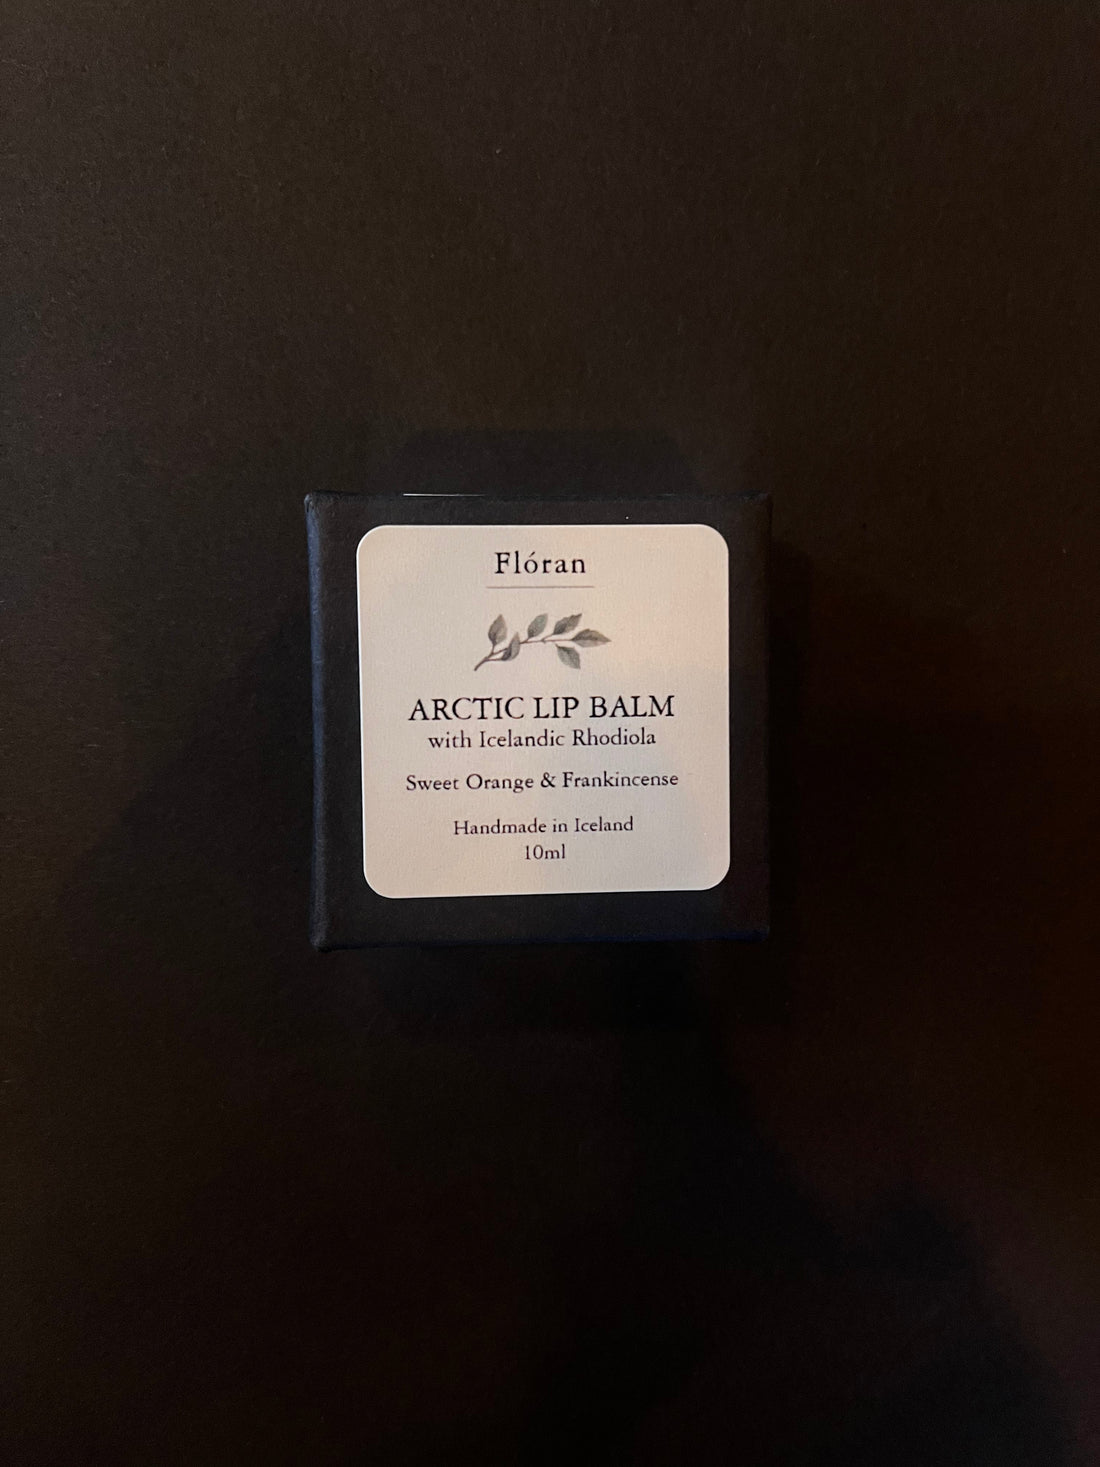 Flóran
ARCTIC LIP BALM
with Icelandic Rhodiola
Sweet Orange & Frankincense
Handmade in Iceland
10ml